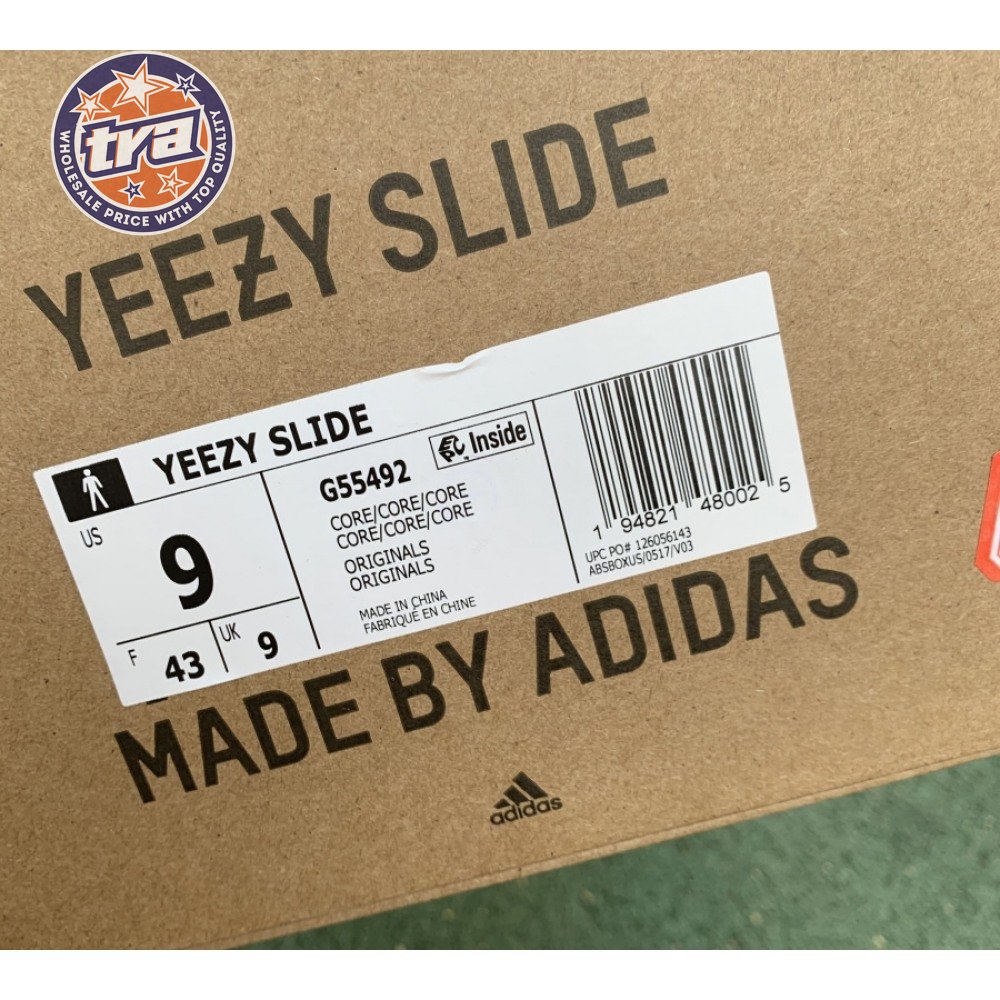 tra
WHOLESALE PRICE WITH TOP QUALITY
YEEZY SLIDE
YEEZY SLIDE
US
9
F 43
UK 9
G55492
EPC Inside
CORE/CORE/CORE
CORE/CORE/CORE
ORIGINALS
ORIGINALS
MADE IN CHINA
FABRIQUE EN CHINE
1 94821 48002 5
UPC PO# 126056143
ABSBOXUS/0517/V03
MADE BY ADIDAS
adidas